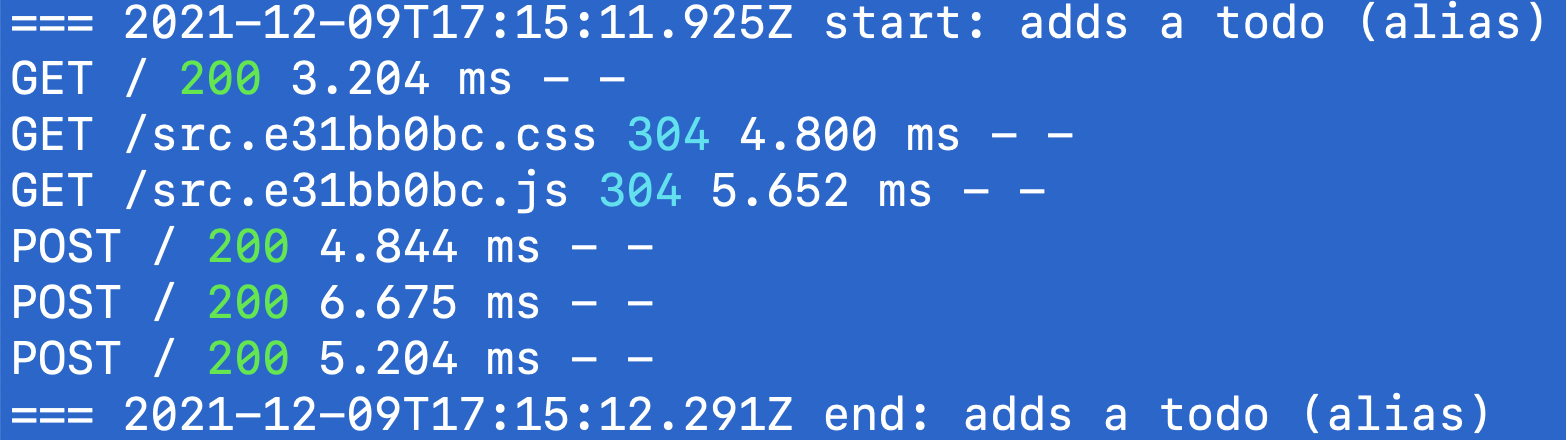 === 2021-12-09T17:15:11.925Z start: adds a todo (alias)
GET / 200 3.204 ms - -
GET /src.e31bb0bc.css 304 4.800 ms - -
GET /src.e31bb0bc.js 304 5.652 ms - -
POST / 200 4.844 ms - -
POST / 200 6.675 ms - -
POST / 200 5.204 ms - -
=== 2021-12-09T17:15:12.291Z end: adds a todo (alias)